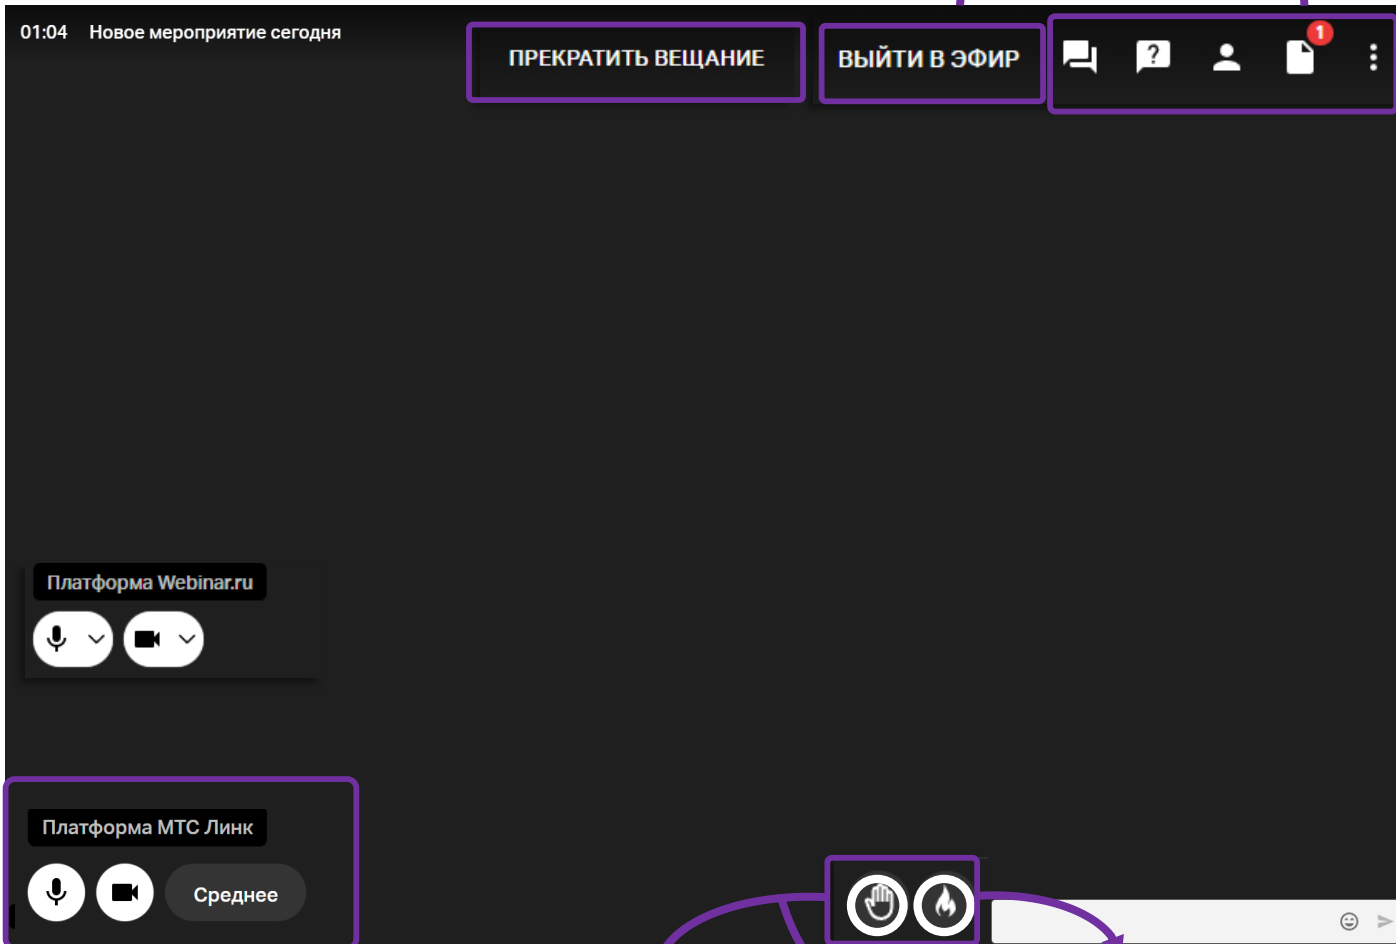 01:04 Новое мероприятие сегодня
ПРЕКРАТИТЬ ВЕЩАНИЕ
ВЫЙТИ В ЭФИР
?
1
Платформа Webinar.ru
Платформа МТС Линк
Среднее